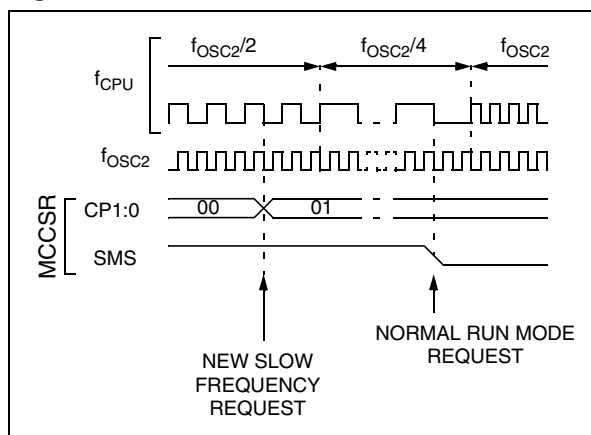 fOSC2/2 fOSC2/4 fOSC2
fCPU
fOSC2
MCCSR
CP1:0 00 01
SMS
NEW SLOW
FREQUENCY
REQUEST
NORMAL RUN MODE
REQUEST